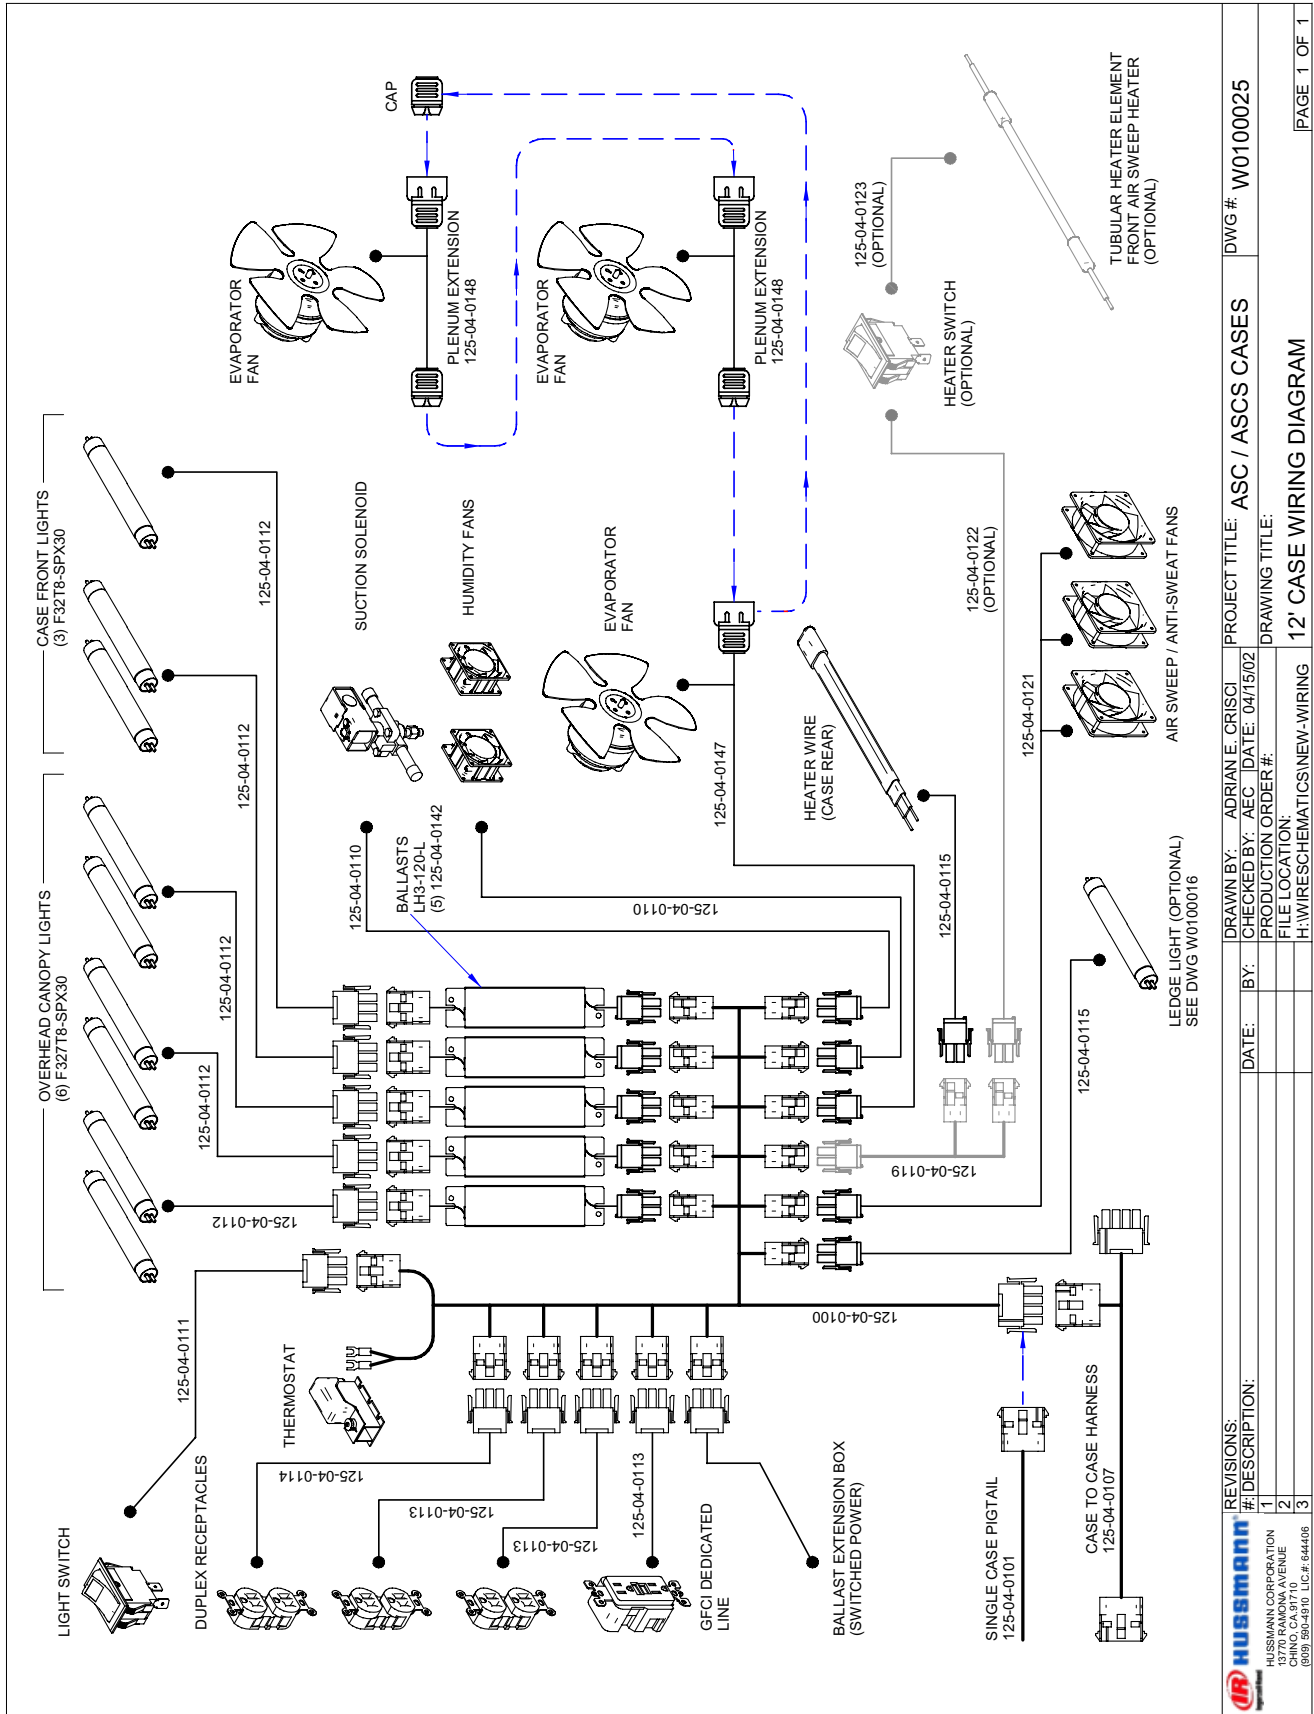 OVERHEAD CANOPY LIGHTS
(6) F327T8-SPX30
CASE FRONT LIGHTS
(3) F32T8-SPX30
LIGHT SWITCH
125-04-0111
125-04-0112
125-04-0112
125-04-0112
125-04-0112
125-04-0112
DUPLEX RECEPTACLES
THERMOSTAT
125-04-0114
125-04-0113
125-04-0113
125-04-0113
GFCI DEDICATED
LINE
BALLAST EXTENSION BOX
(SWITCHED POWER)
125-04-0100
SINGLE CASE PIGTAIL
125-04-0101
CASE TO CASE HARNESS
125-04-0107
BALLASTS
LH3-120-L
(5) 125-04-0142
125-04-0110
SUCTION SOLENOID
125-04-0110
HUMIDITY FANS
EVAPORATOR
FAN
125-04-0147
EVAPORATOR
FAN
PLENUM EXTENSION
125-04-0148
EVAPORATOR
FAN
PLENUM EXTENSION
125-04-0148
CAP
HEATER WIRE
(CASE REAR)
125-04-0115
125-04-0119
125-04-0122
(OPTIONAL)
HEATER SWITCH
(OPTIONAL)
125-04-0123
(OPTIONAL)
TUBULAR HEATER ELEMENT
FRONT AIR SWEEP HEATER
(OPTIONAL)
125-04-0121
AIR SWEEP / ANTI-SWEAT FANS
125-04-0115
LEDGE LIGHT (OPTIONAL)
SEE DWG W0100016
IR HUSSMANN
HUSSMANN CORPORATION
13770 RAMONA AVENUE
CHINO, CA 91710
(909) 590-4910 LIC.#: 644406
REVISIONS:
#: DESCRIPTION:
DATE:
BY:
1
2
3
DRAWN BY: ADRIAN E. CRISCI
CHECKED BY: AEC
DATE: 04/15/02
PRODUCTION ORDER #:
FILE LOCATION:
H:\WIRESCHEMATICS\NEW-WIRING
PROJECT TITLE: ASC / ASCS CASES
DRAWING TITLE:
12' CASE WIRING DIAGRAM
DWG #: W0100025
PAGE 1 OF 1